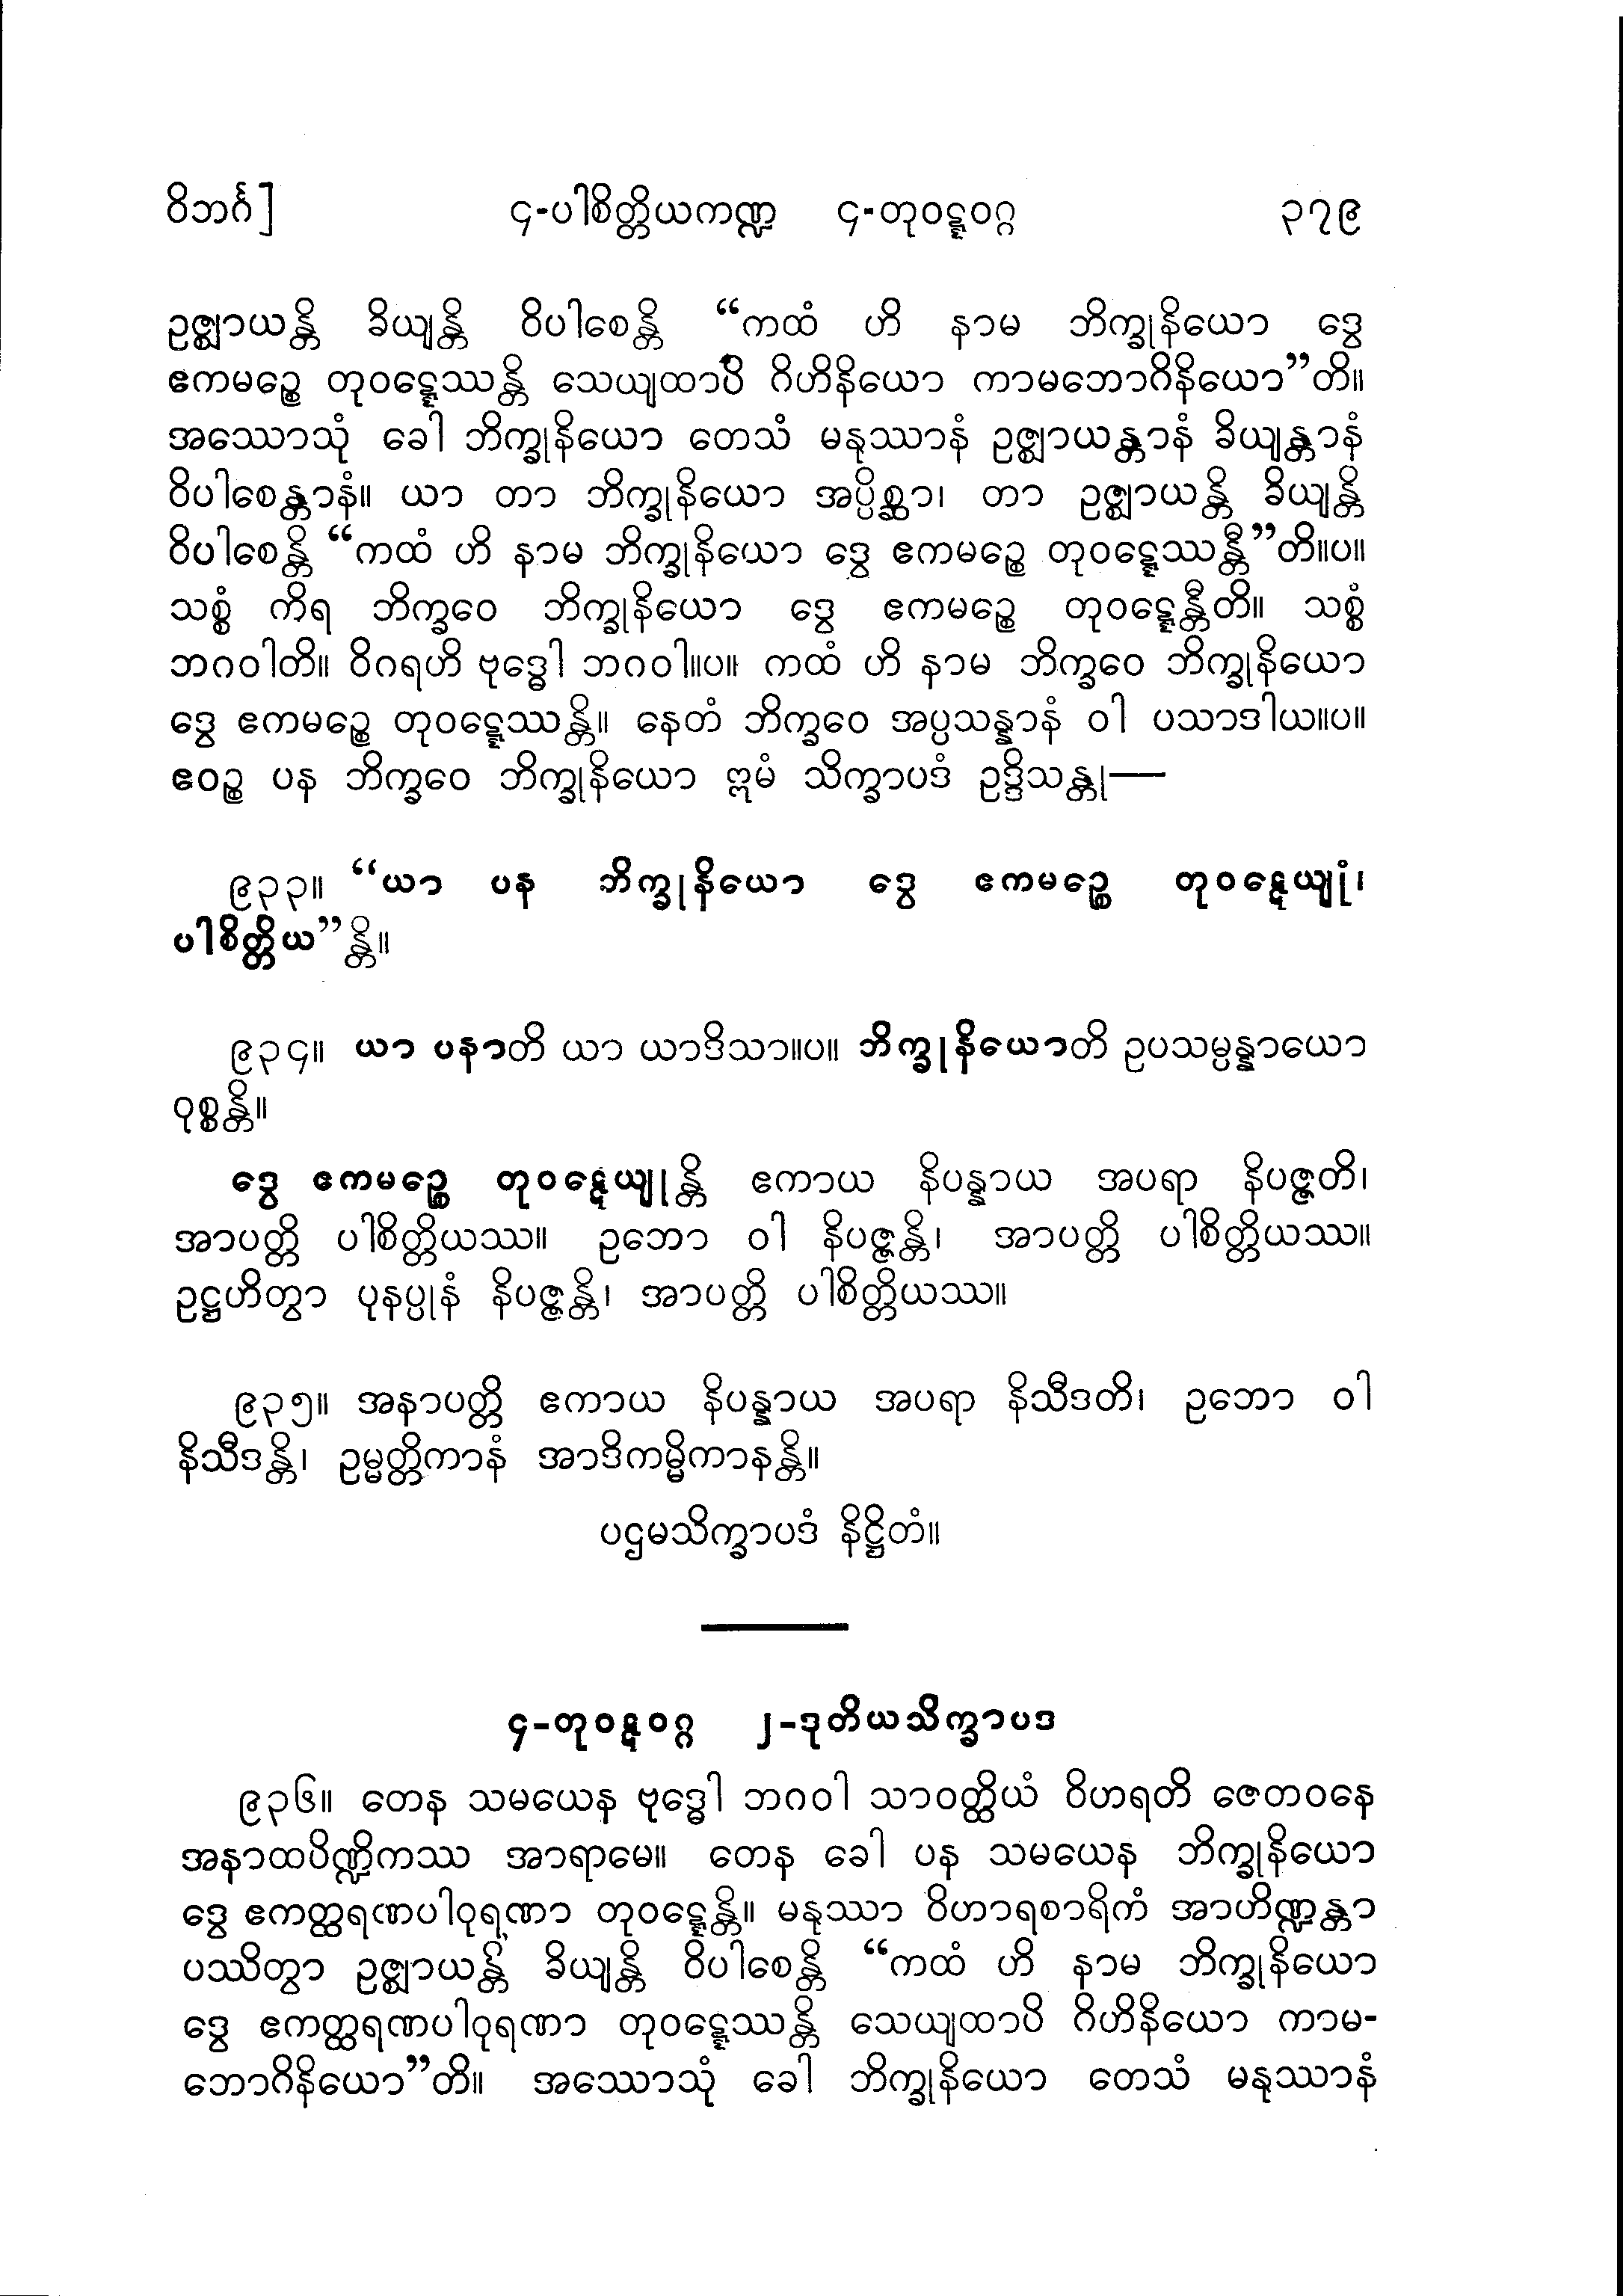 ဝိဘင်္ဂ]	၄-ပါစိတ္တိယကဏ္ဍ ၄-တုဝဋ္ဋဝဂ္ဂ	၃၇၉
ဥဇ္ဈာယန္တိ ခိယျန္တိ ဝိပါစေန္တိ “ကထံ ဟိ နာမ ဘိက္ခုနိယော ဒွေ
ဧကမဉ္စေ တုဝဋ္ဋေဿန္တိ သေယျထာပိ ဂိဟိနိယော ကာမဘောဂိနိယော”တိ။
အဿောသုံ ခေါ ဘိက္ခုနိယော တေသံ မနုဿာနံ ဥဇ္ဈာယန္တာနံ ခိယျန္တာနံ
ဝိပါစေန္တာနံ။ ယာ တာ ဘိက္ခုနိယော အပ္ပိစ္ဆာ၊ တာ ဥဇ္ဈာယန္တိ ခိယျန္တိ
ဝိပါစေန္တိ “ကထံ ဟိ နာမ ဘိက္ခုနိယော ဒွေ ဧကမဉ္စေ တုဝဋ္ဋေဿန္တီ”တိ။ပ။
သစ္စံ ကိရ ဘိက္ခဝေ ဘိက္ခုနိယော ဒွေ ဧကမဉ္စေ တုဝဋ္ဋေန္တီတိ။ သစ္စံ
ဘဂဝါတိ။ ဝိဂရဟိ ဗုဒ္ဓေါ ဘဂဝါ။ပ။ ကထံ ဟိ နာမ ဘိက္ခဝေ ဘိက္ခုနိယော
ဒွေ ဧကမဉ္စေ တုဝဋ္ဋေဿန္တိ။ နေတံ ဘိက္ခဝေ အပ္ပသန္နာနံ ဝါ ပသာဒါယ။ပ။
ဧဝဉ္စ ပန ဘိက္ခဝေ ဘိက္ခုနိယော ဣမံ သိက္ခာပဒံ ဥဒ္ဒိသန္တု—
၉၃၃။ “ယာ ပန ဘိက္ခုနိယော ဒွေ ဧကမဉ္စေ တုဝဋ္ဋေယျုံ၊
ပါစိတ္တိယ”န္တိ။
၉၃၄။ ယာ ပနာတိ ယာ ယာဒိသာ။ပ။ ဘိက္ခုနိယောတိ ဥပသမ္ပန္နာယော
ဝုစ္စန္တိ။
ဒွေ ဧကမဉ္စေ တုဝဋ္ဋေယျုန္တိ ဧကာယ နိပန္နာယ အပရာ နိပဇ္ဇတိ၊
အာပတ္တိ ပါစိတ္တိယဿ။ ဥဘော ဝါ နိပဇ္ဇန္တိ၊ အာပတ္တိ ပါစိတ္တိယဿ။
ဥဋ္ဌဟိတွာ ပုနပ္ပုနံ နိပဇ္ဇန္တိ၊ အာပတ္တိ ပါစိတ္တိယဿ။
၉၃၅။ အနာပတ္တိ ဧကာယ နိပန္နာယ အပရာ နိသီဒတိ၊ ဥဘော ဝါ
နိသီဒန္တိ၊ ဥမ္မတ္တိကာနံ အာဒိကမ္မိကာနန္တိ။
ပဌမသိက္ခာပဒံ နိဋ္ဌိတံ။
၄-တုဝဋ္ဋဝဂ္ဂ ၂-ဒုတိယသိက္ခာပဒ
၉၃၆။ တေန သမယေန ဗုဒ္ဓေါ ဘဂဝါ သာဝတ္ထိယံ ဝိဟရတိ ဇေတဝနေ
အနာထပိဏ္ဍိကဿ အာရာမေ။ တေန ခေါ ပန သမယေန ဘိက္ခုနိယော
ဒွေ ဧကတ္ထရဏပါဝုရဏာ တုဝဋ္ဋေန္တိ။ မနုဿာ ဝိဟာရစာရိကံ အာဟိဏ္ဍန္တာ
ပဿိတွာ ဥဇ္ဈာယန္တိ ခိယျန္တိ ဝိပါစေန္တိ “ကထံ ဟိ နာမ ဘိက္ခုနိယော
ဒွေ ဧကတ္ထရဏပါဝုရဏာ တုဝဋ္ဋေဿန္တိ သေယျထာပိ ဂိဟိနိယော ကာမ-
ဘောဂိနိယော”တိ။ အဿောသုံ ခေါ ဘိက္ခုနိယော တေသံ မနုဿာနံ